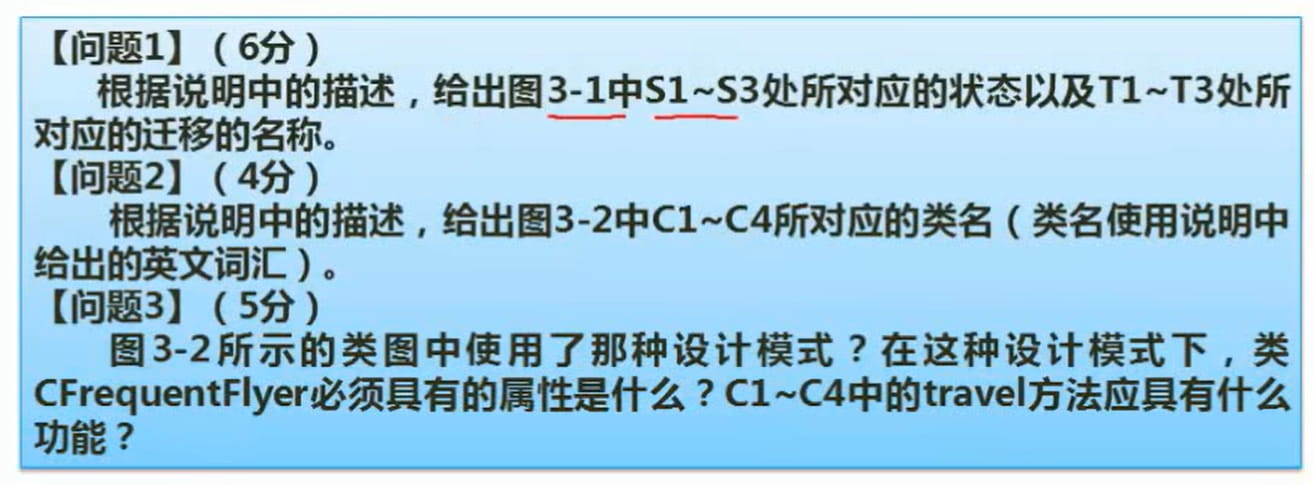 【问题1】（6分）
根据说明中的描述，给出图3-1中S1~S3处所对应的状态以及T1~T3处所
对应的迁移的名称。
【问题2】（4分）
根据说明中的描述，给出图3-2中C1~C4所对应的类名（类名使用说明中
给出的英文词汇）。
【问题3】（5分）
图3-2所示的类图中使用了那种设计模式？在这种设计模式下，类
CFrequentFlyer必须具有的属性是什么？C1~C4中的travel方法应具有什么
功能？